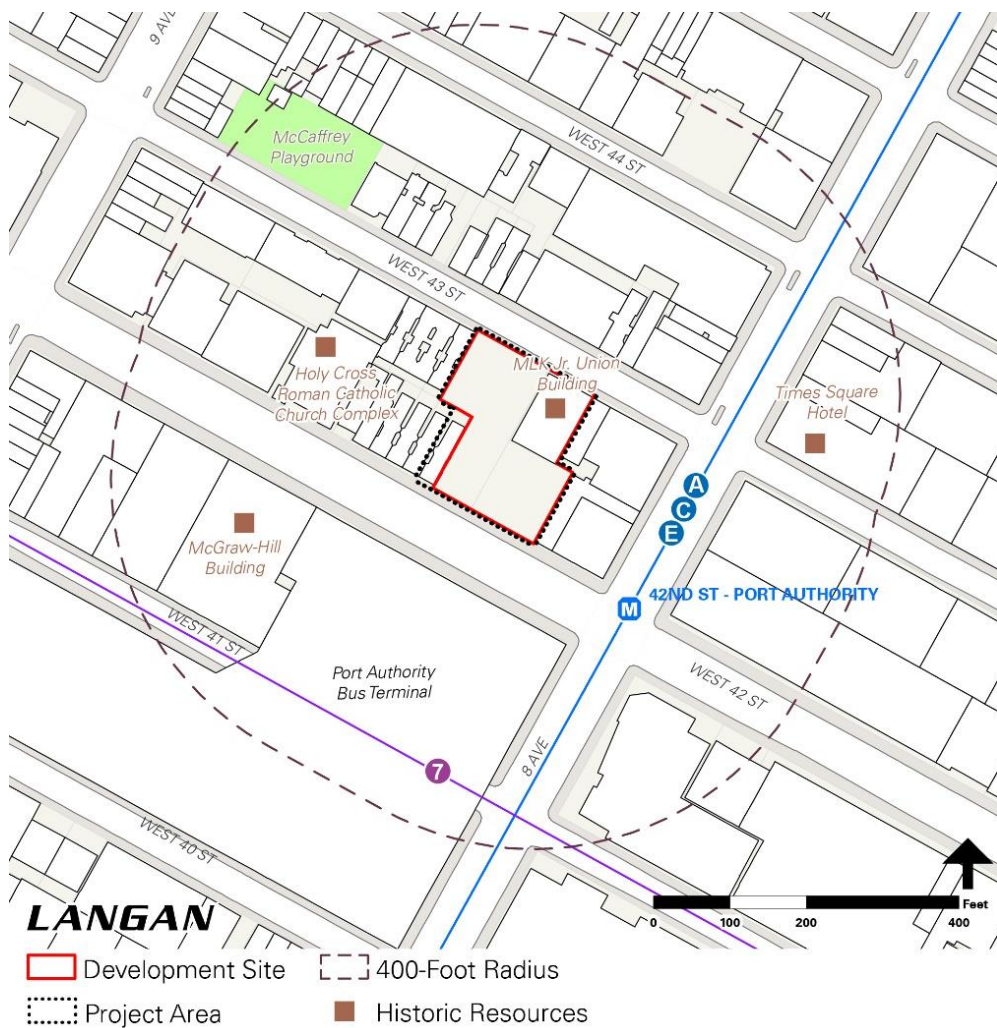 9 AVE
McCaffrey
Playground
WEST 44 ST
WEST 43 ST
MLK Jr. Union
Building
Holy Cross
Roman Catholic
Church Complex
Times Square
Hotel
A
C
E
McGraw-Hill
Building
M 42ND ST - PORT AUTHORITY
WEST 41 ST
Port Authority
Bus Terminal
WEST 42 ST
8 AVE
7
WEST 40 ST
Feet
0 100 200 400
LANGAN
Development Site
400-Foot Radius
Project Area
Historic Resources